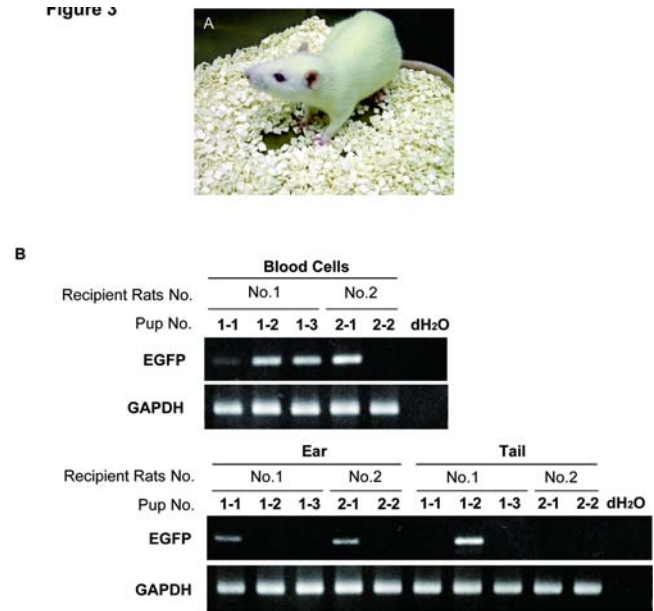 Figure 3
A
B
Blood Cells
Recipient Rats No. No.1 No.2
Pup No. 1-1 1-2 1-3 2-1 2-2 dH2O
EGFP
GAPDH
Ear Tail
Recipient Rats No. No.1 No.2 No.1 No.2
Pup No. 1-1 1-2 1-3 2-1 2-2 1-1 1-2 1-3 2-1 2-2 dH2O
EGFP
GAPDH